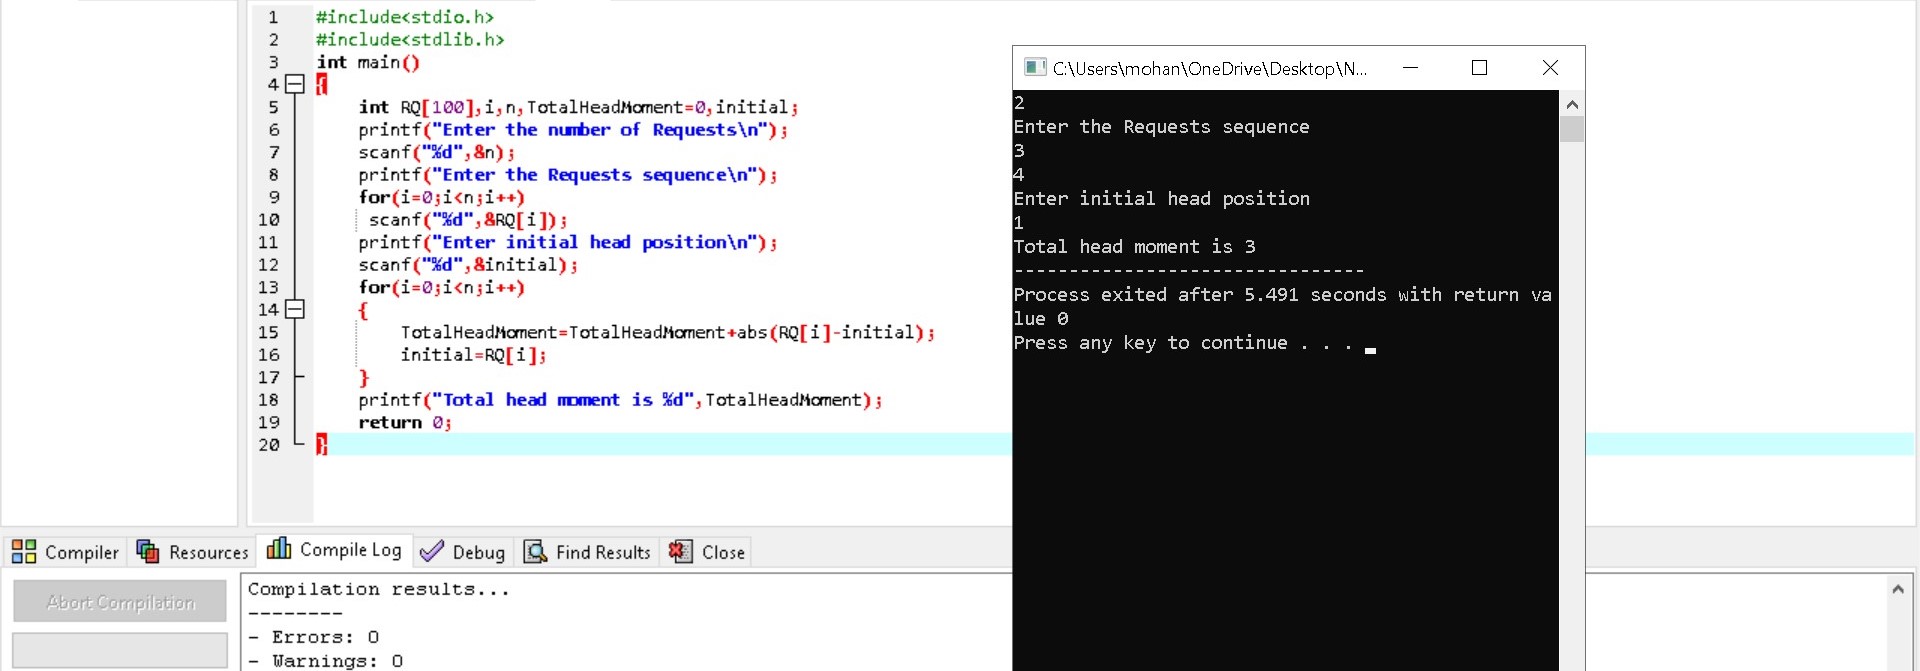 1 #include<stdio.h>
2 #include<stdlib.h>
3 int main()
4 {
5 int RQ[100],i,n,TotalHeadMoment=0,initial;
6 printf("Enter the number of Requests\n");
7 scanf("%d",&n);
8 printf("Enter the Requests sequence\n");
9 for(i=0;i<n;i++)
10 scanf("%d",&RQ[i]);
11 printf("Enter initial head position\n");
12 scanf("%d",&initial);
13 for(i=0;i<n;i++)
14 {
15 TotalHeadMoment=TotalHeadMoment+abs(RQ[i]-initial);
16 initial=RQ[i];
17 }
18 printf("Total head moment is %d",TotalHeadMoment);
19 return 0;
20 }
C:\Users\mohan\OneDrive\Desktop\N...
2
Enter the Requests sequence
3
4
Enter initial head position
1
Total head moment is 3
--------------------------------
Process exited after 5.491 seconds with return va
lue 0
Press any key to continue . . .
Compiler Resources Compile Log Debug Find Results Close
Abort Compilation
Compilation results...
--------
- Errors: 0
- Warnings: 0